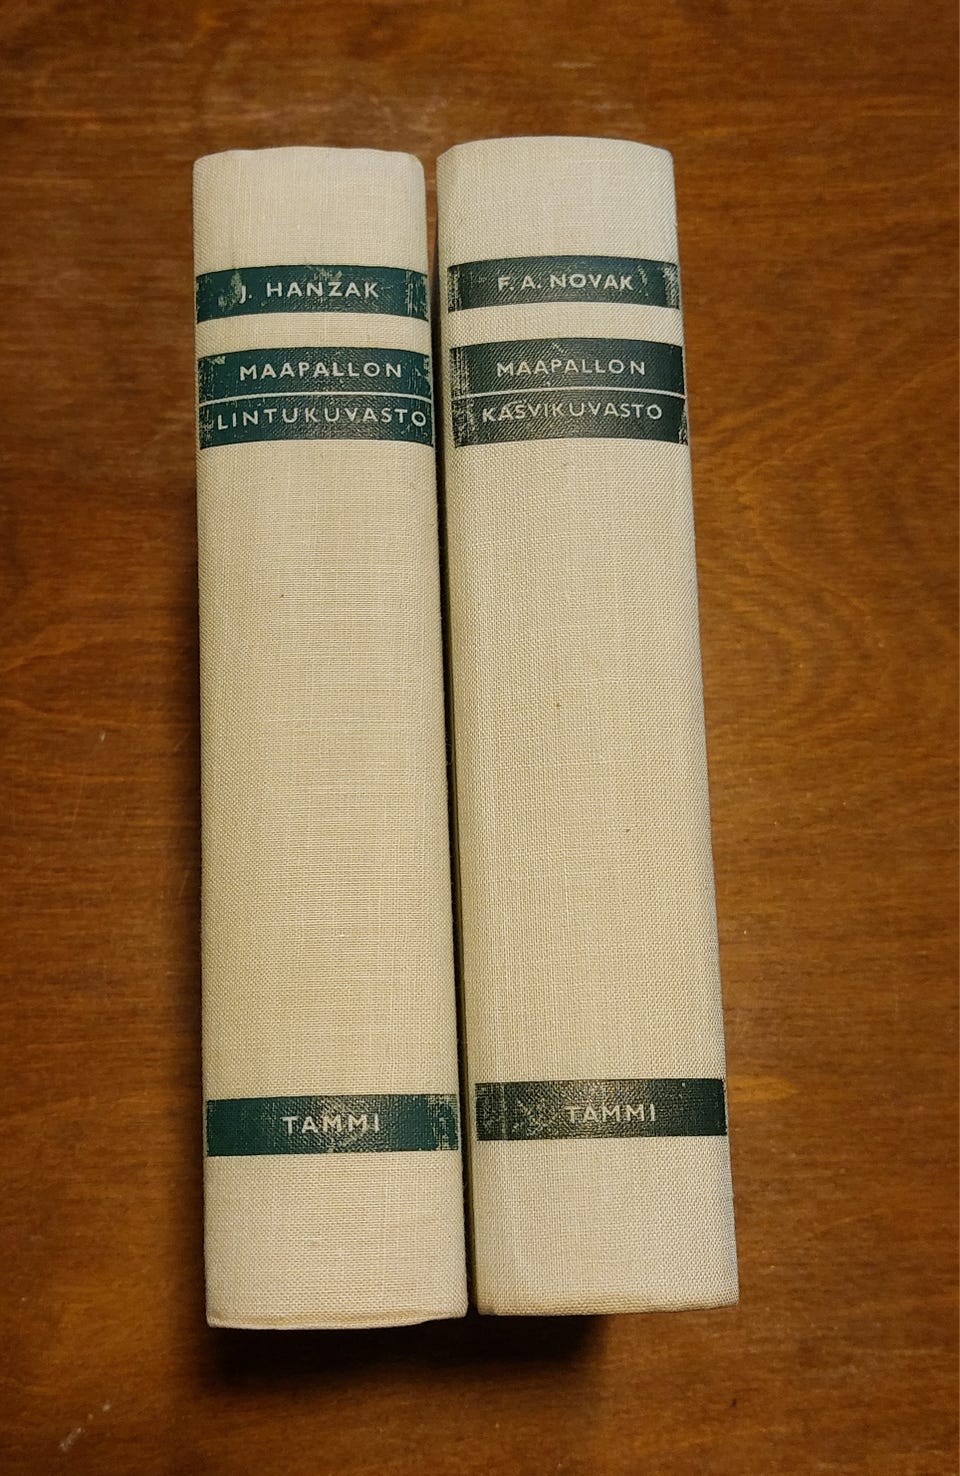 J. HANZAK
MAAPALLON
LINTUKUVASTO
TAMMI
F. A. NOVAK
MAAPALLON
KASVIKUVASTO
TAMMI